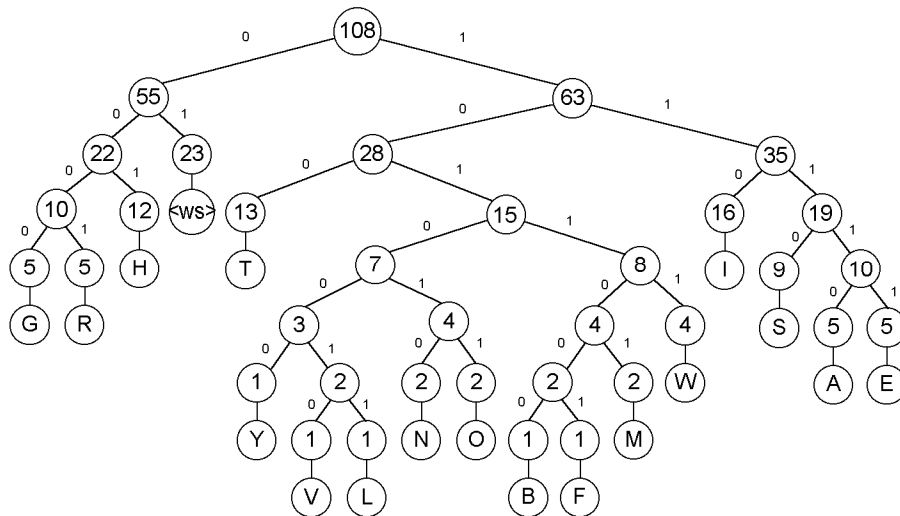 108
0 1
55 63
0 1 0 1
22 23 28 35
0 1 0 1 0 1
10 12 <ws> 13 15 16 19
0 1 0 1 0 1
5 5 H T 7 8 I 9 10
0 1 0 1 0 1
G R 3 4 4 4 S 5 5
0 1 0 1 0 1
1 2 2 2 2 2 W A E
0 1 0 1
Y 1 1 N O 1 1 M
V L B F